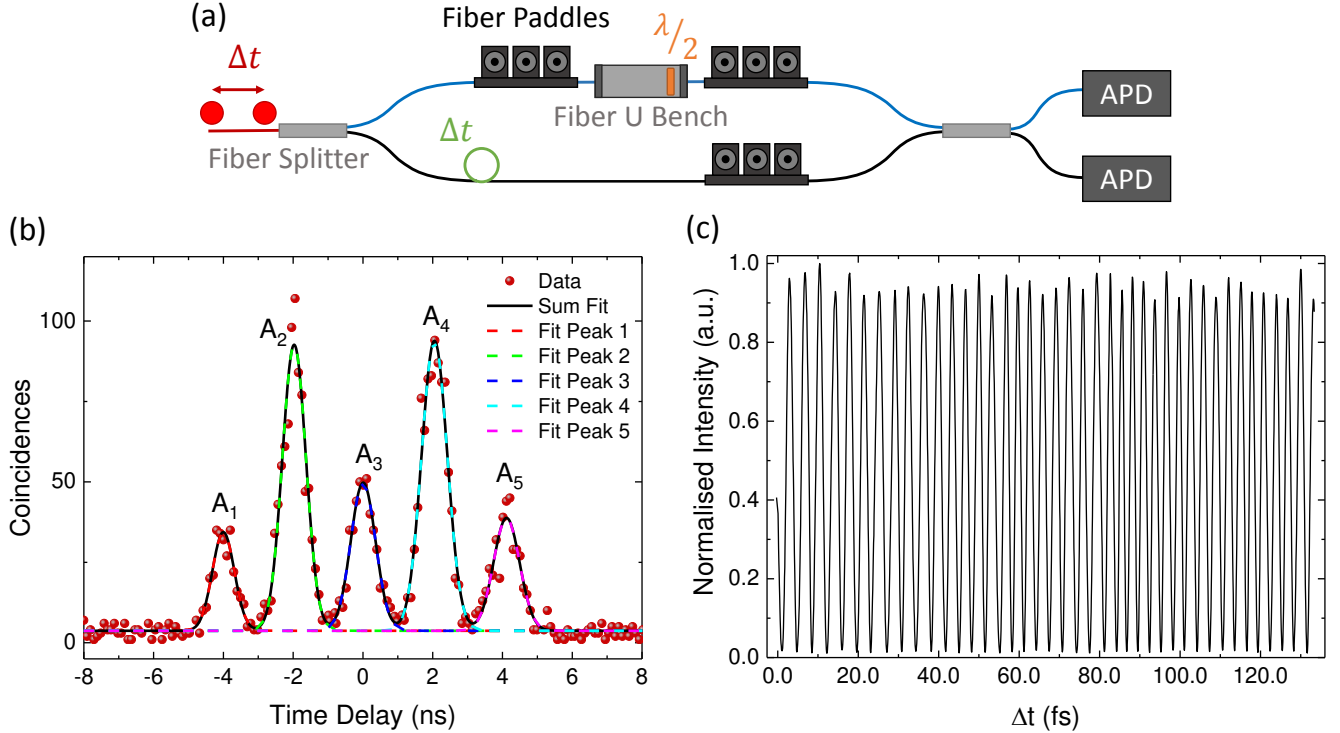 (a)
Fiber Paddles
λ/2
Δt
Fiber U Bench
APD
Fiber Splitter
Δt
APD
(b)
Coincidences
100
50
0
-8
-6
-4
-2
0
2
4
6
8
Time Delay (ns)
A1
A2
A3
A4
A5
Data
Sum Fit
Fit Peak 1
Fit Peak 2
Fit Peak 3
Fit Peak 4
Fit Peak 5
(c)
Normalised Intensity (a.u.)
1.0
0.8
0.6
0.4
0.2
0.0
0.0
20.0
40.0
60.0
80.0
100.0
120.0
Δt (fs)